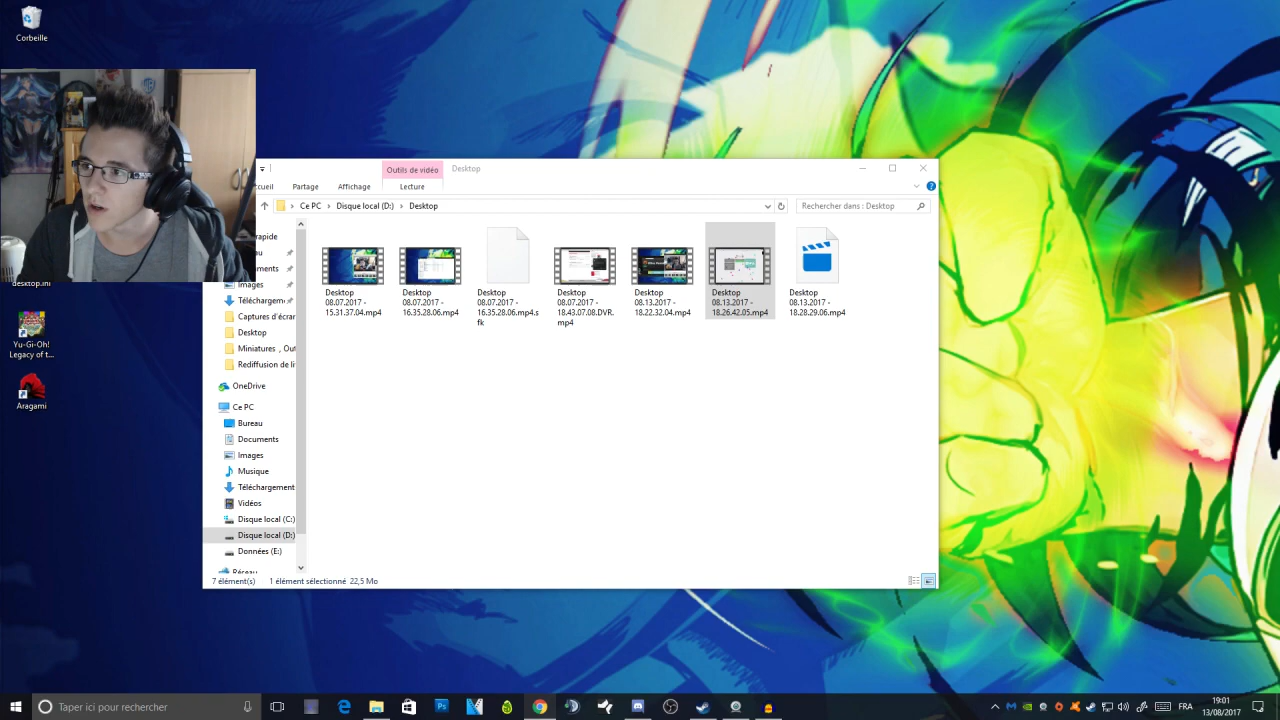 Corbeille
desktop.ini
Yu-Gi-Oh!
Legacy of t...
Aragami
Outils de vidéo
Desktop
cueil
Partage
Affichage
Lecture
Ce PC
Disque local (D:)
Desktop
Rechercher dans : Desktop
rapide
au
ments
Images
Téléchargem
Captures d'écrar
Desktop
Miniatures , Out
Rediffusion de li
OneDrive
Ce PC
Bureau
Documents
Images
Musique
Téléchargement
Vidéos
Disque local (C:)
Disque local (D:)
Données (E:)
Réseau
Desktop
08.07.2017 -
15.31.37.04.mp4
Desktop
08.07.2017 -
16.35.28.06.mp4
Desktop
08.07.2017 -
16.35.28.06.mp4.s
fk
Desktop
08.07.2017 -
18.43.07.08.DVR.
mp4
Desktop
08.13.2017 -
18.22.32.04.mp4
Desktop
08.13.2017 -
18.26.42.05.mp4
Desktop
08.13.2017 -
18.28.29.06.mp4
7 élément(s)
1 élément sélectionné 22,5 Mo
Taper ici pour rechercher
FRA
19:01
13/08/2017